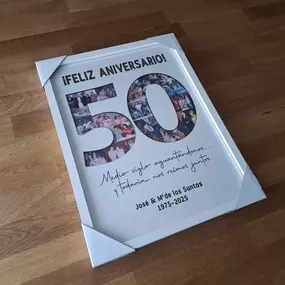 ¡FELIZ ANIVERSARIO!
50
Medio siglo aguantándonos
y todavía nos reímos juntos
José & Mª de los Santos
1975-2025